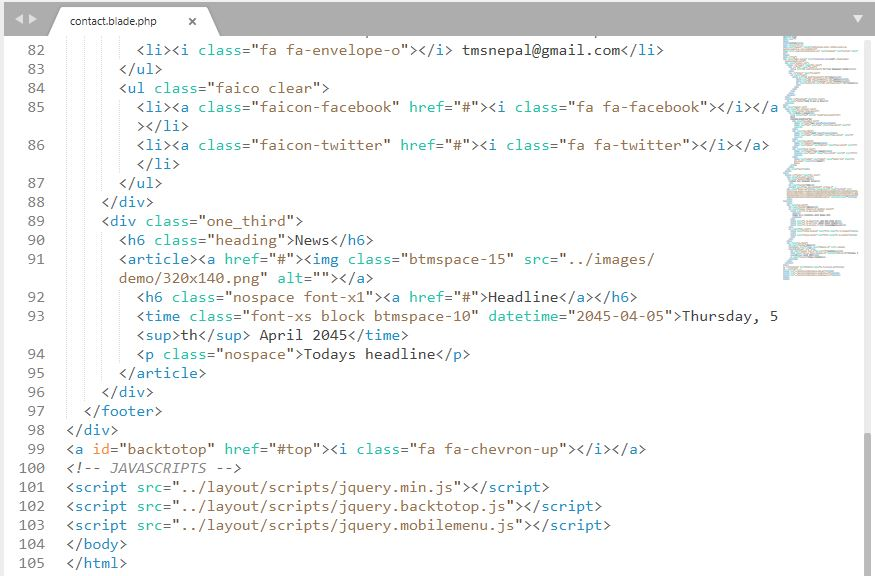 contact.blade.php ×
82 <li><i class="fa fa-envelope-o"></i> tmsnepal@gmail.com</li>
83 </ul>
84 <ul class="faico clear">
85 <li><a class="faicon-facebook" href="#"><i class="fa fa-facebook"></i></a
></li>
86 <li><a class="faicon-twitter" href="#"><i class="fa fa-twitter"></i></a>
</li>
87 </ul>
88 </div>
89 <div class="one_third">
90 <h6 class="heading">News</h6>
91 <article><a href="#"><img class="btmspace-15" src="../images/
demo/320x140.png" alt=""></a>
92 <h6 class="nospace font-x1"><a href="#">Headline</a></h6>
93 <time class="font-xs block btmspace-10" datetime="2045-04-05">Thursday, 5
<sup>th</sup> April 2045</time>
94 <p class="nospace">Todays headline</p>
95 </article>
96 </div>
97 </footer>
98 </div>
99 <a id="backtotop" href="#top"><i class="fa fa-chevron-up"></i></a>
100 <!-- JAVASCRIPTS -->
101 <script src="../layout/scripts/jquery.min.js"></script>
102 <script src="../layout/scripts/jquery.backtotop.js"></script>
103 <script src="../layout/scripts/jquery.mobilemenu.js"></script>
104 </body>
105 </html>